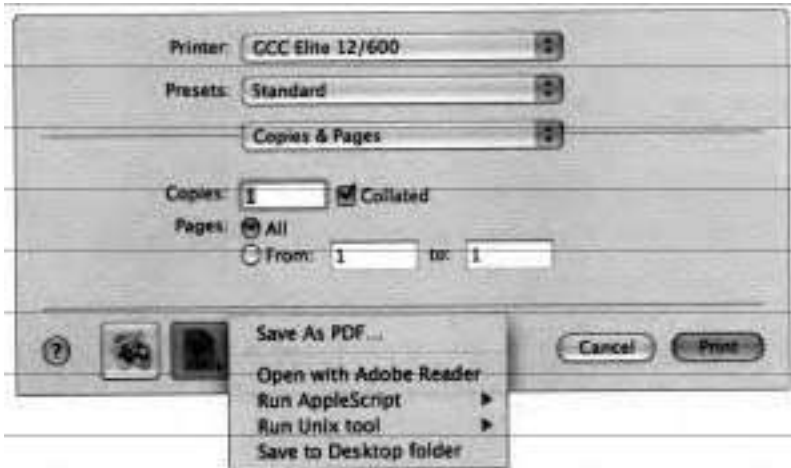 Printer: GCC Elite 12/600
Presets: Standard
Copies & Pages
Copies: 1 Collated
Pages: All
From: 1 to: 1
?
Cancel Print
Save As PDF...
Open with Adobe Reader
Run AppleScript
Run Unix tool
Save to Desktop folder